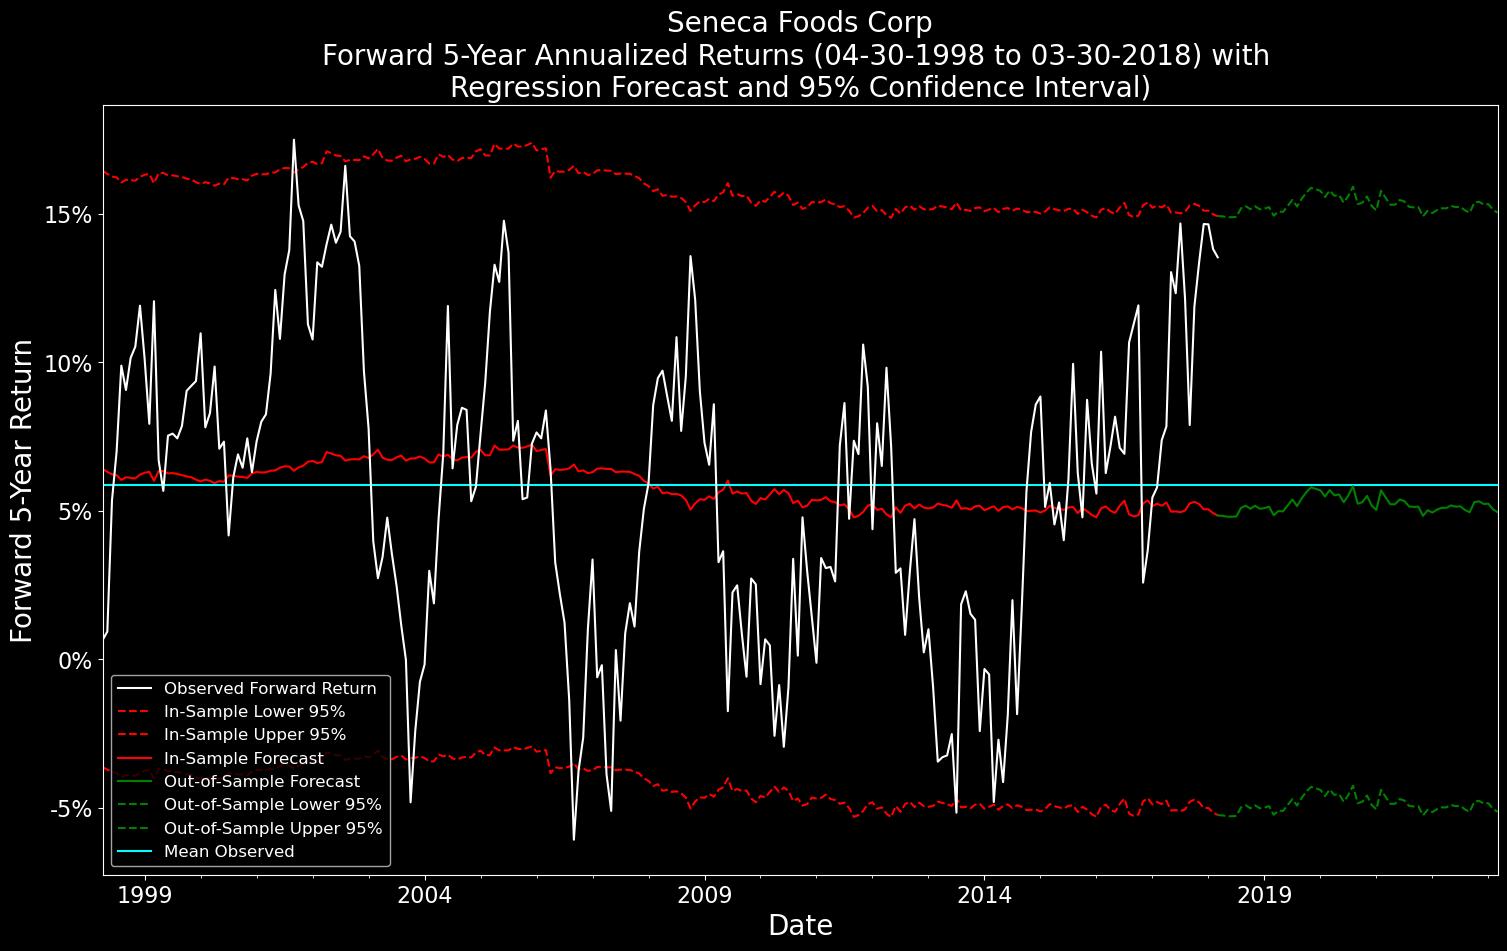 Seneca Foods Corp
Forward 5-Year Annualized Returns (04-30-1998 to 03-30-2018) with
Regression Forecast and 95% Confidence Interval)
Forward 5-Year Return
15%
10%
5%
0%
-5%
Observed Forward Return
In-Sample Lower 95%
In-Sample Upper 95%
In-Sample Forecast
Out-of-Sample Forecast
Out-of-Sample Lower 95%
Out-of-Sample Upper 95%
Mean Observed
1999 2004 2009 2014 2019
Date